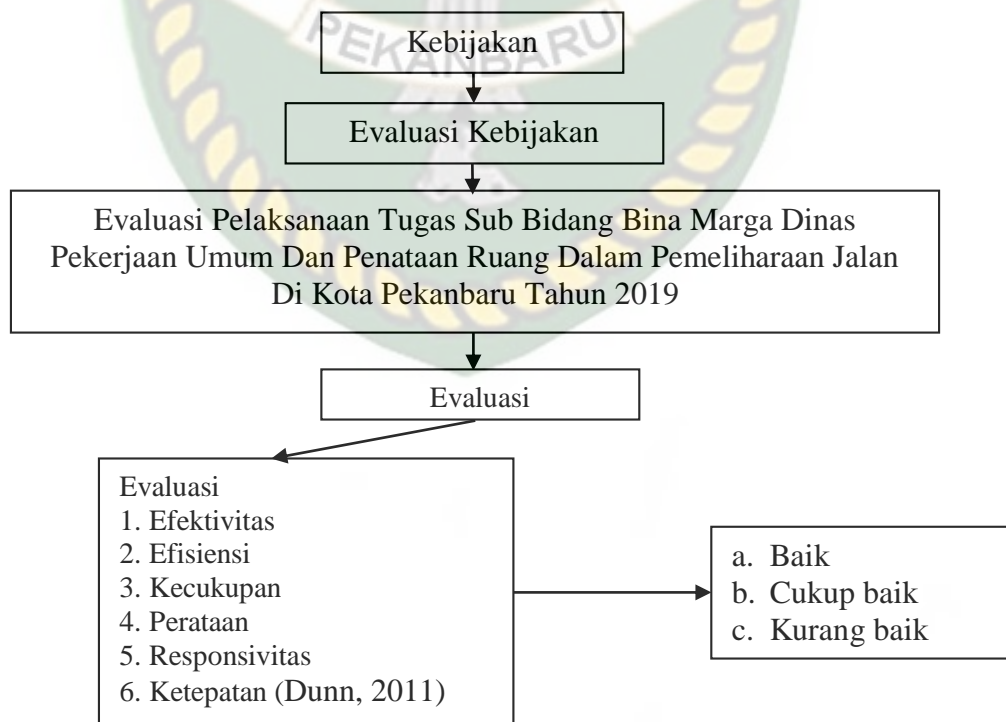 PEKANBARU
Kebijakan
Evaluasi Kebijakan
Evaluasi Pelaksanaan Tugas Sub Bidang Bina Marga Dinas
Pekerjaan Umum Dan Penataan Ruang Dalam Pemeliharaan Jalan
Di Kota Pekanbaru Tahun 2019
Evaluasi
Evaluasi
1. Efektivitas
2. Efisiensi
3. Kecukupan
4. Perataan
5. Responsivitas
6. Ketepatan (Dunn, 2011)
a. Baik
b. Cukup baik
c. Kurang baik